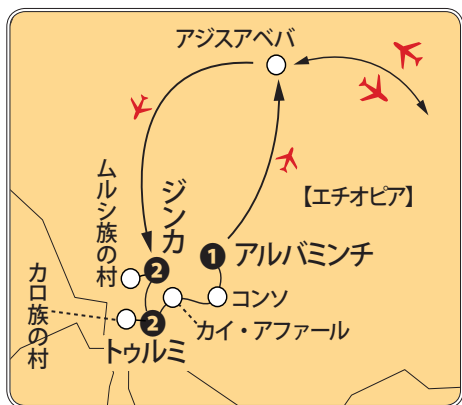 アジスアベバ
【エチオピア】
ムルシ族の村
ジンカ
2
1
アルバミンチ
カロ族の村
コンソ
2
カイ・アファール
トゥルミ